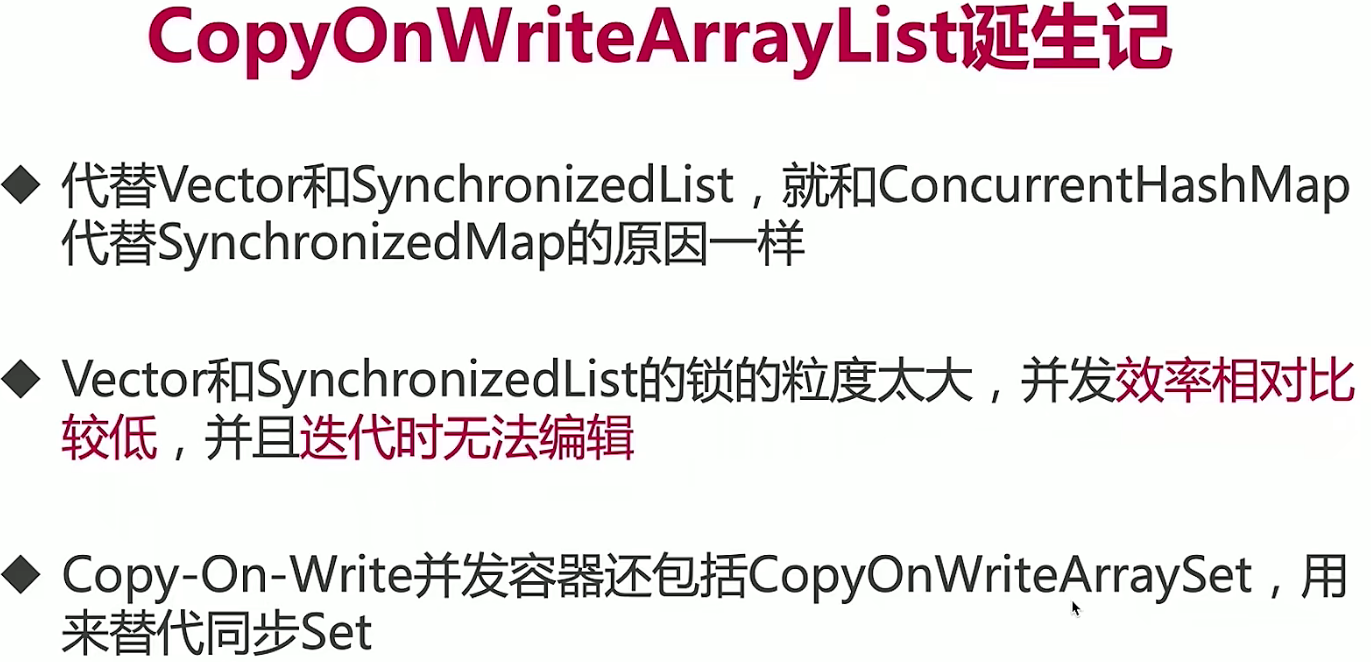 CopyOnWriteArrayList诞生记
◆ 代替Vector和SynchronizedList，就和ConcurrentHashMap
代替SynchronizedMap的原因一样
◆ Vector和SynchronizedList的锁的粒度太大，并发效率相对比
较低，并且迭代时无法编辑
◆ Copy-On-Write并发容器还包括CopyOnWriteArraySet，用
来替代同步Set